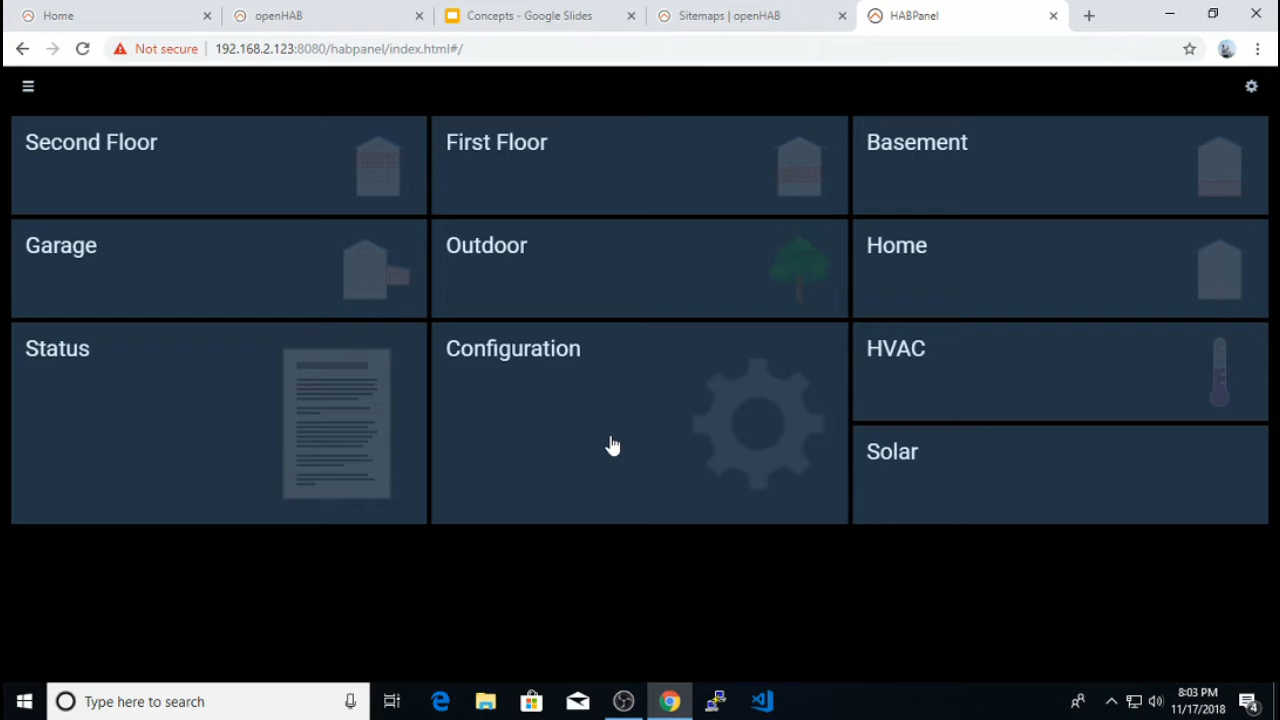 Home
openHAB
Concepts - Google Slides
Sitemaps | openHAB
HABPanel
Not secure
192.168.2.123:8080/habpanel/index.html#/
Second Floor
First Floor
Basement
Garage
Outdoor
Home
Status
Configuration
HVAC
Solar
Type here to search
8:03 PM
11/17/2018
4